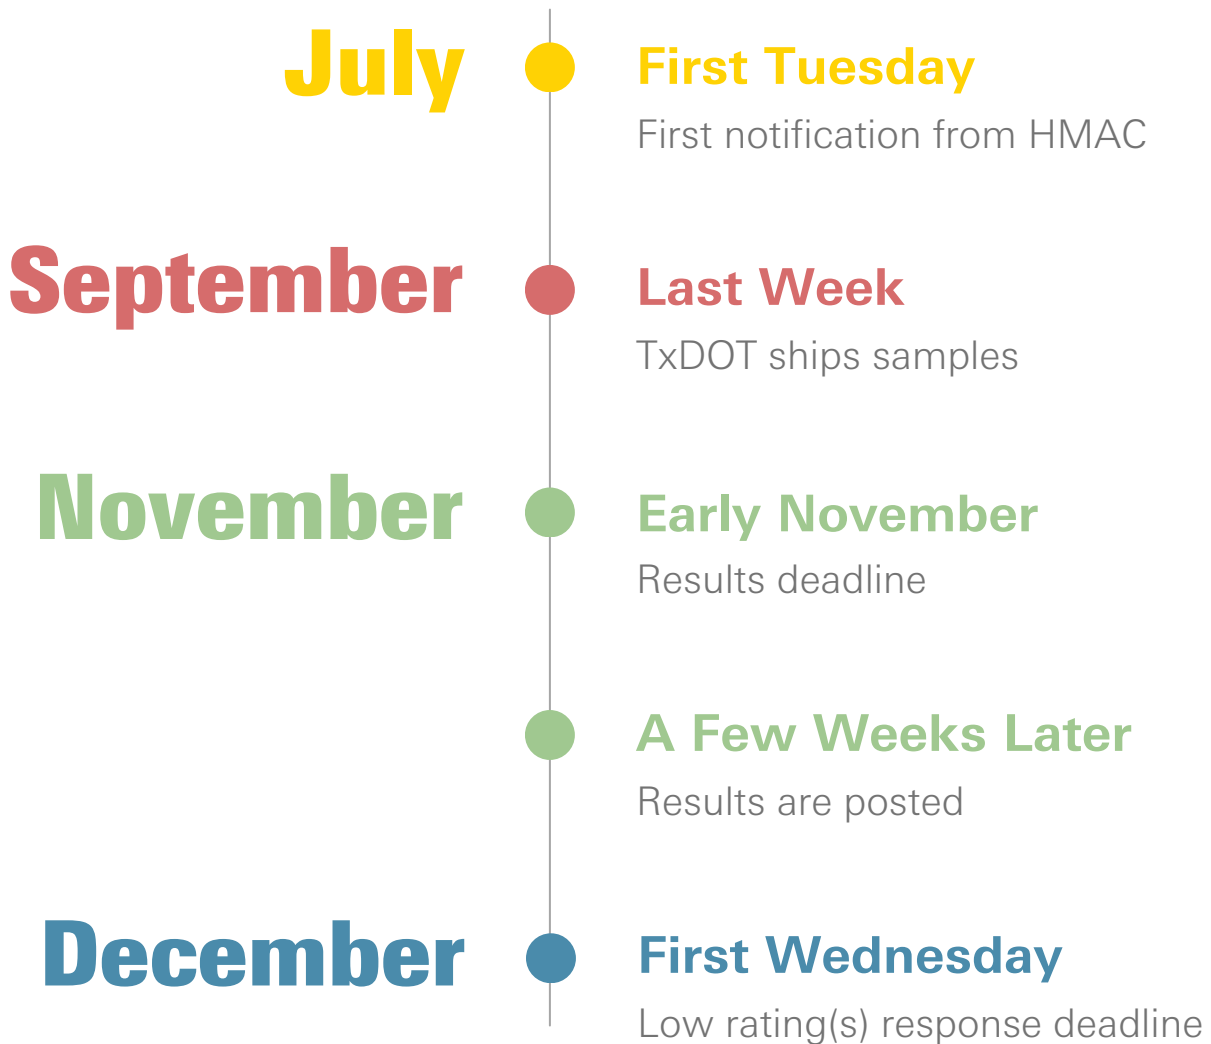 July
First Tuesday
First notification from HMAC
September
Last Week
TxDOT ships samples
November
Early November
Results deadline
A Few Weeks Later
Results are posted
December
First Wednesday
Low rating(s) response deadline